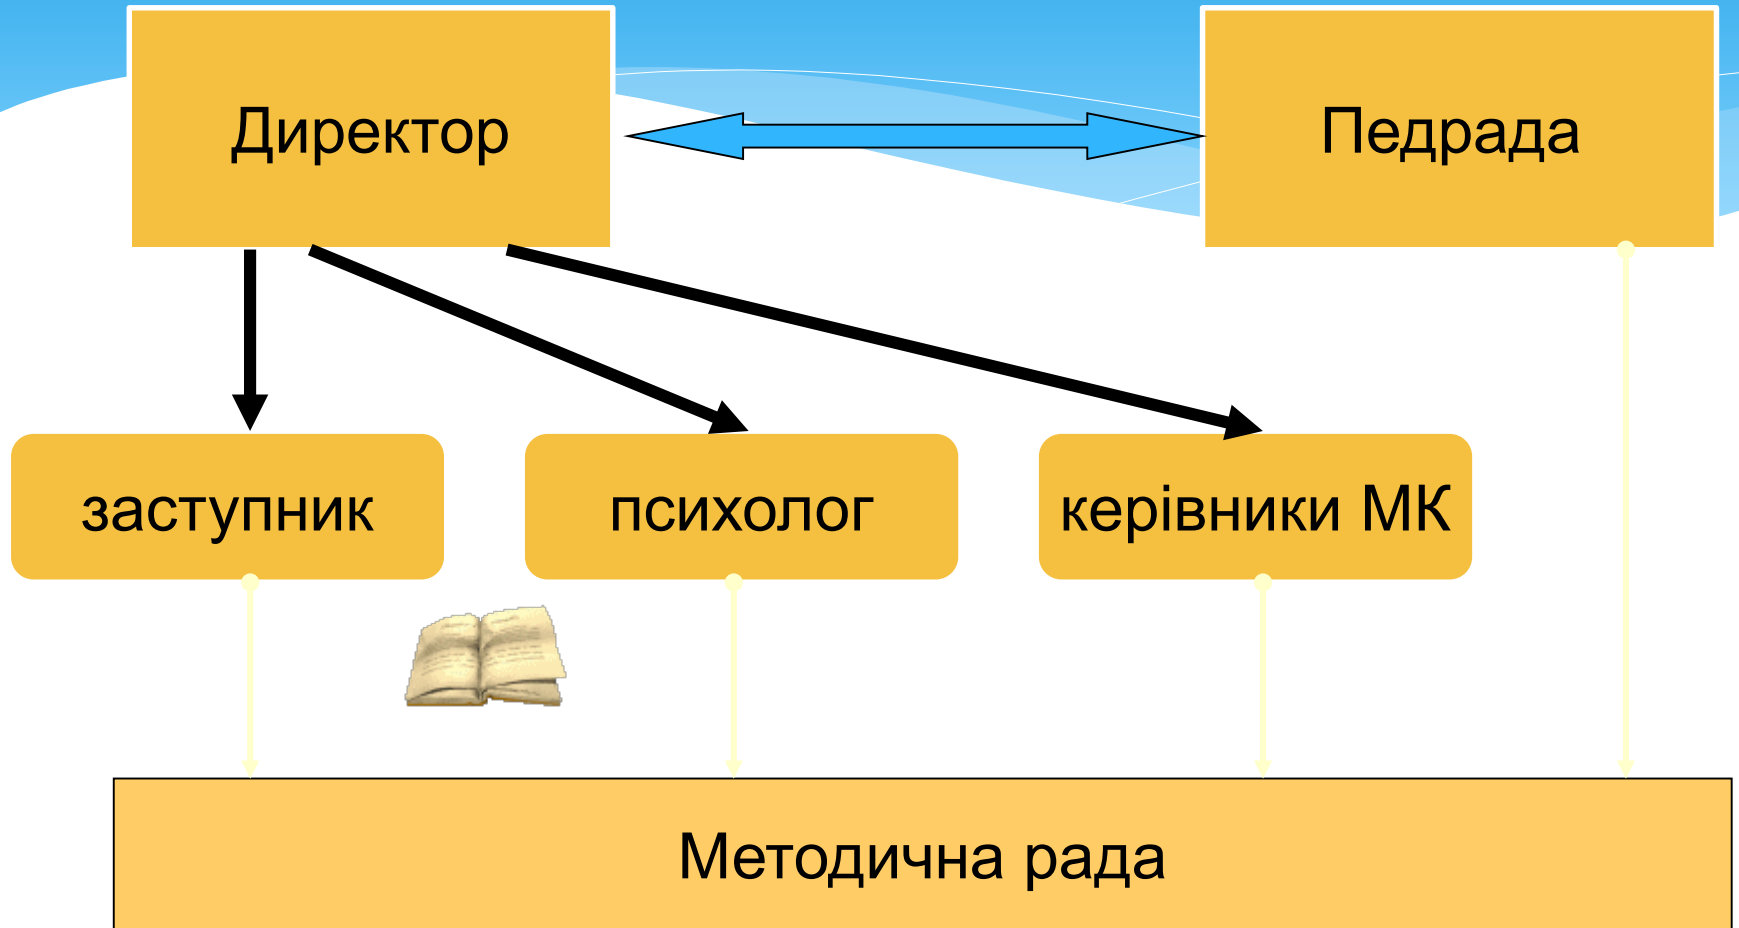 Директор
Педрада
заступник
психолог
керівники МК
Методична рада